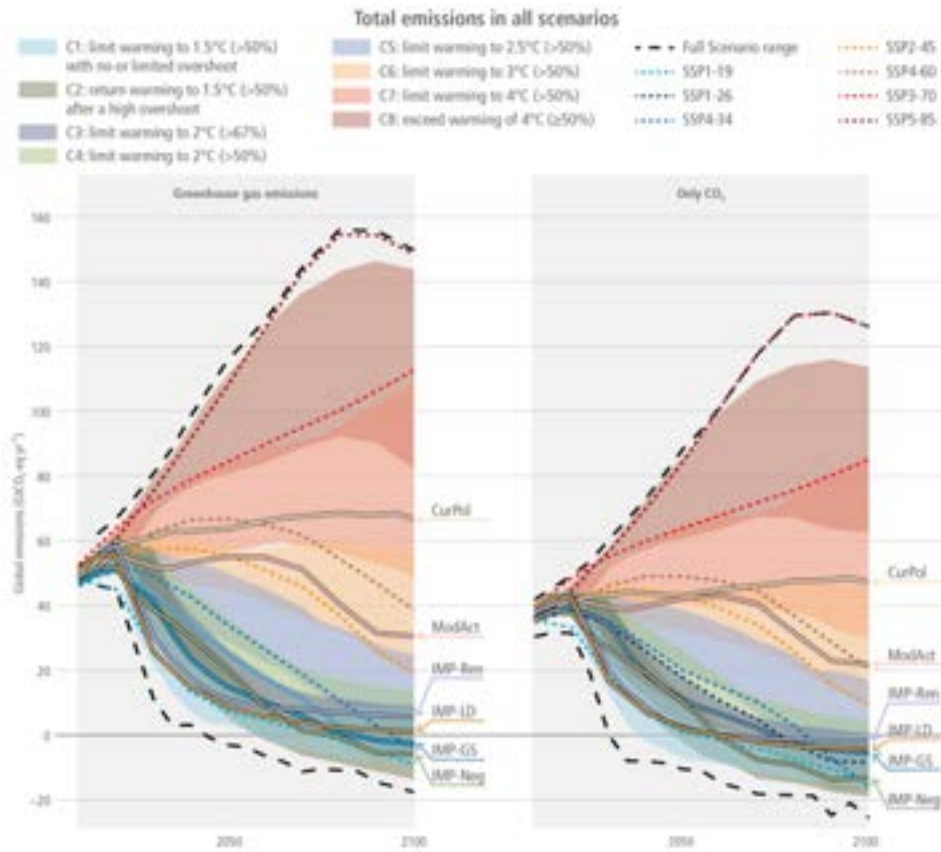 Total emissions in all scenarios
C1: limit warming to 1.5°C (>50%)
with no or limited overshoot
C2: return warming to 1.5°C (>50%)
after a high overshoot
C3: limit warming to 2°C (>67%)
C4: limit warming to 2°C (>50%)
C5: limit warming to 2.5°C (>50%)
C6: limit warming to 3°C (>50%)
C7: limit warming to 4°C (>50%)
C8: exceed warming of 4°C (≥50%)
Full Scenario range
SSP1-19
SSP1-26
SSP4-34
SSP2-45
SSP4-60
SSP3-70
SSP5-85
Greenhouse gas emissions
Only CO₂
Global emissions (GtCO₂-eq yr⁻¹)
160
140
120
100
80
60
40
20
0
−20
CurPol
ModAct
IMP-Ren
IMP-LD
IMP-GS
IMP-Neg
2050
2100
CurPol
ModAct
IMP-Ren
IMP-LD
IMP-GS
IMP-Neg
2050
2100